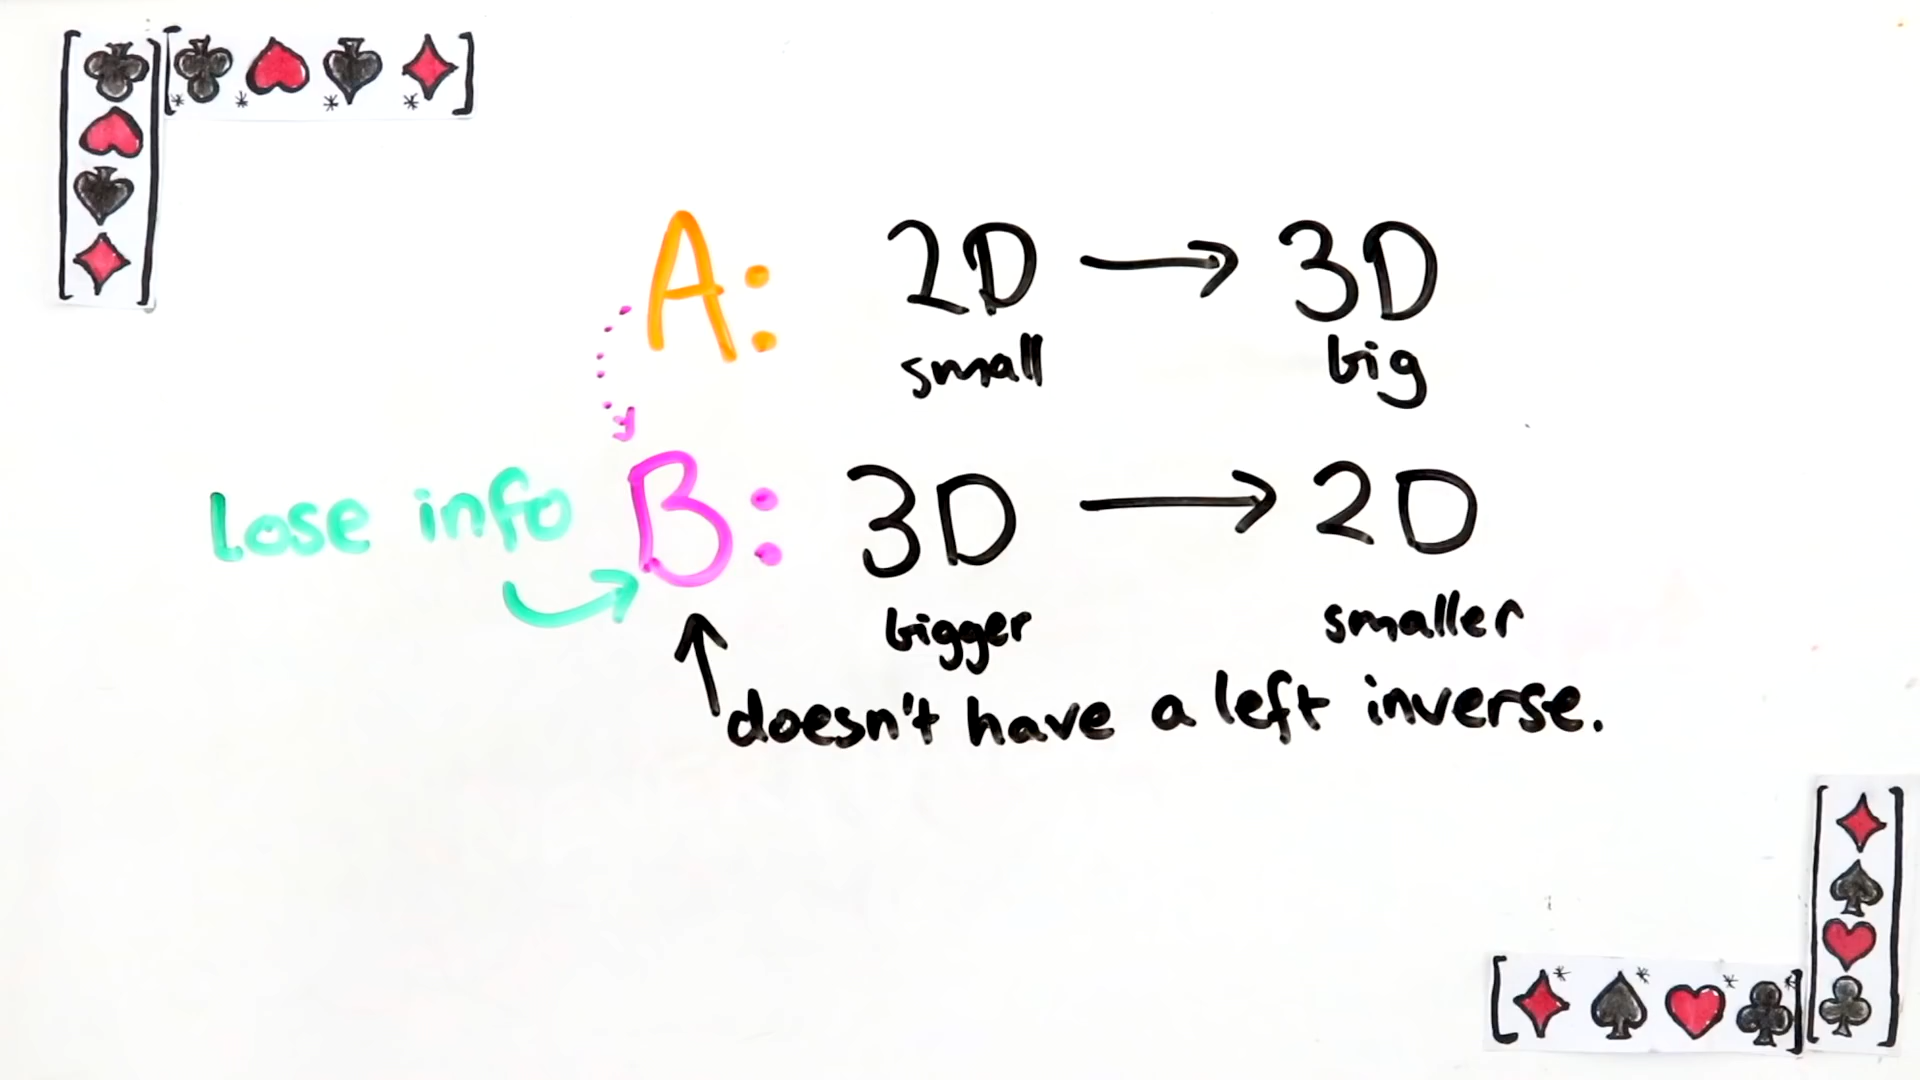 A: 2D → 3D
small big
Lose info
B: 3D → 2D
bigger smaller
doesn't have a left inverse.